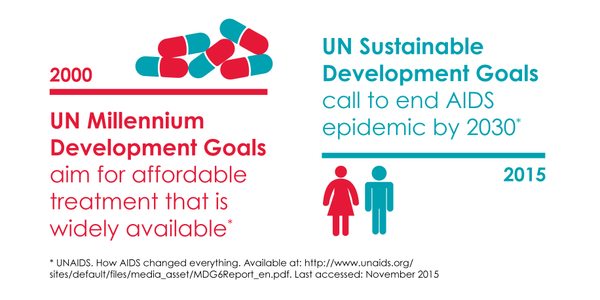 2000
UN Millennium
Development Goals
aim for affordable
treatment that is
widely available*
UN Sustainable
Development Goals
call to end AIDS
epidemic by 2030*
2015
* UNAIDS. How AIDS changed everything. Available at: http://www.unaids.org/
sites/default/files/media_asset/MDG6Report_en.pdf. Last accessed: November 2015